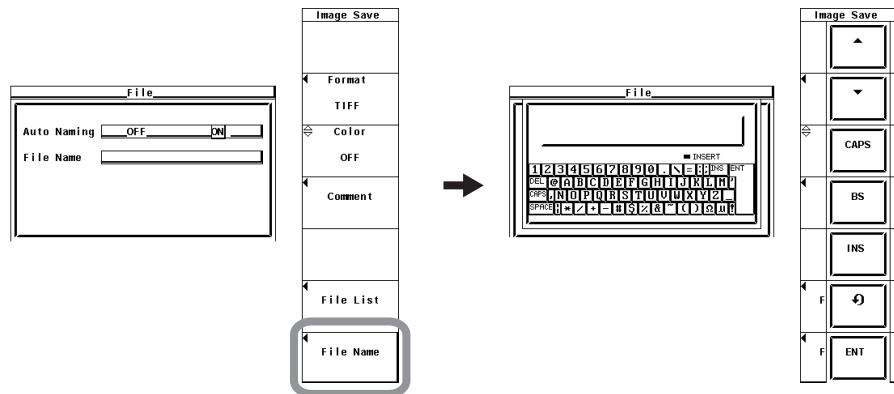 File
Auto Naming OFF ON
File Name
Image Save
Format
TIFF
Color
OFF
Comment
File List
File Name
File
INSERT
1 2 3 4 5 6 7 8 9 0 . \ = : ; INS ENT
DEL @ A B C D E F G H I J K L M '
CAPS , N O P Q R S T U V W X Y Z _
SPACE ¦ * / + - # $ % & ~ ( ) Ω μ
Image Save
CAPS
BS
INS
F
F ENT